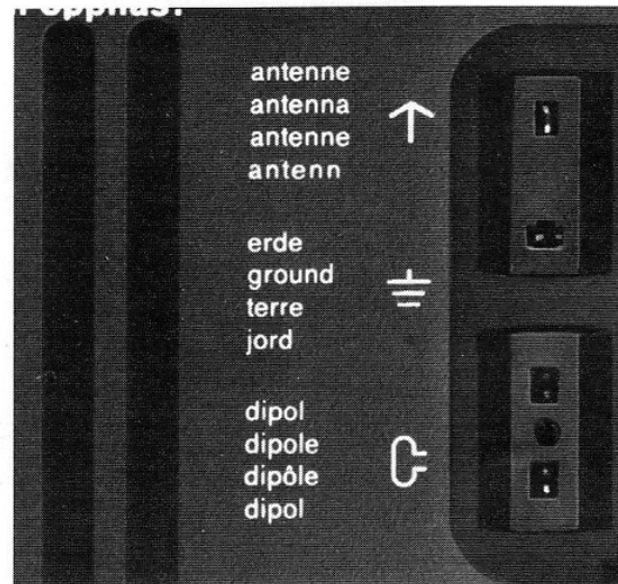 antenne
antenna
antenne
antenn
erde
ground
terre
jord
dipol
dipole
dipôle
dipol